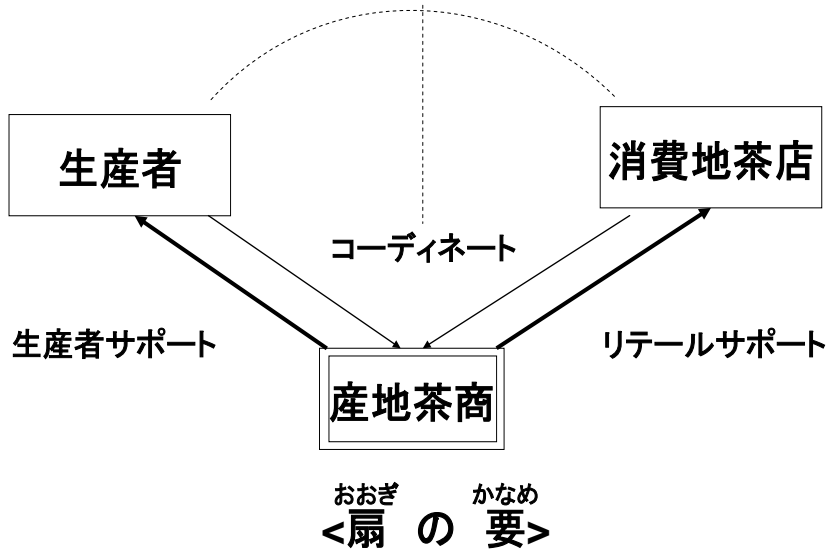 生産者
消費地茶店
コーディネート
生産者サポート
リテールサポート
産地茶商
おおぎ かなめ
<扇 の 要>